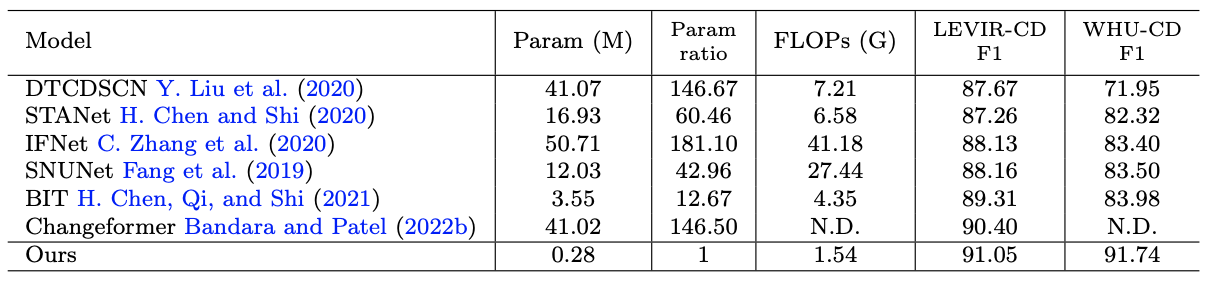 Model Param (M) Param ratio FLOPs (G) LEVIR-CD F1 WHU-CD F1
DTCDSCN Y. Liu et al. (2020) 41.07 146.67 7.21 87.67 71.95
STANet H. Chen and Shi (2020) 16.93 60.46 6.58 87.26 82.32
IFNet C. Zhang et al. (2020) 50.71 181.10 41.18 88.13 83.40
SNUNet Fang et al. (2019) 12.03 42.96 27.44 88.16 83.50
BIT H. Chen, Qi, and Shi (2021) 3.55 12.67 4.35 89.31 83.98
Changeformer Bandara and Patel (2022b) 41.02 146.50 N.D. 90.40 N.D.
Ours 0.28 1 1.54 91.05 91.74